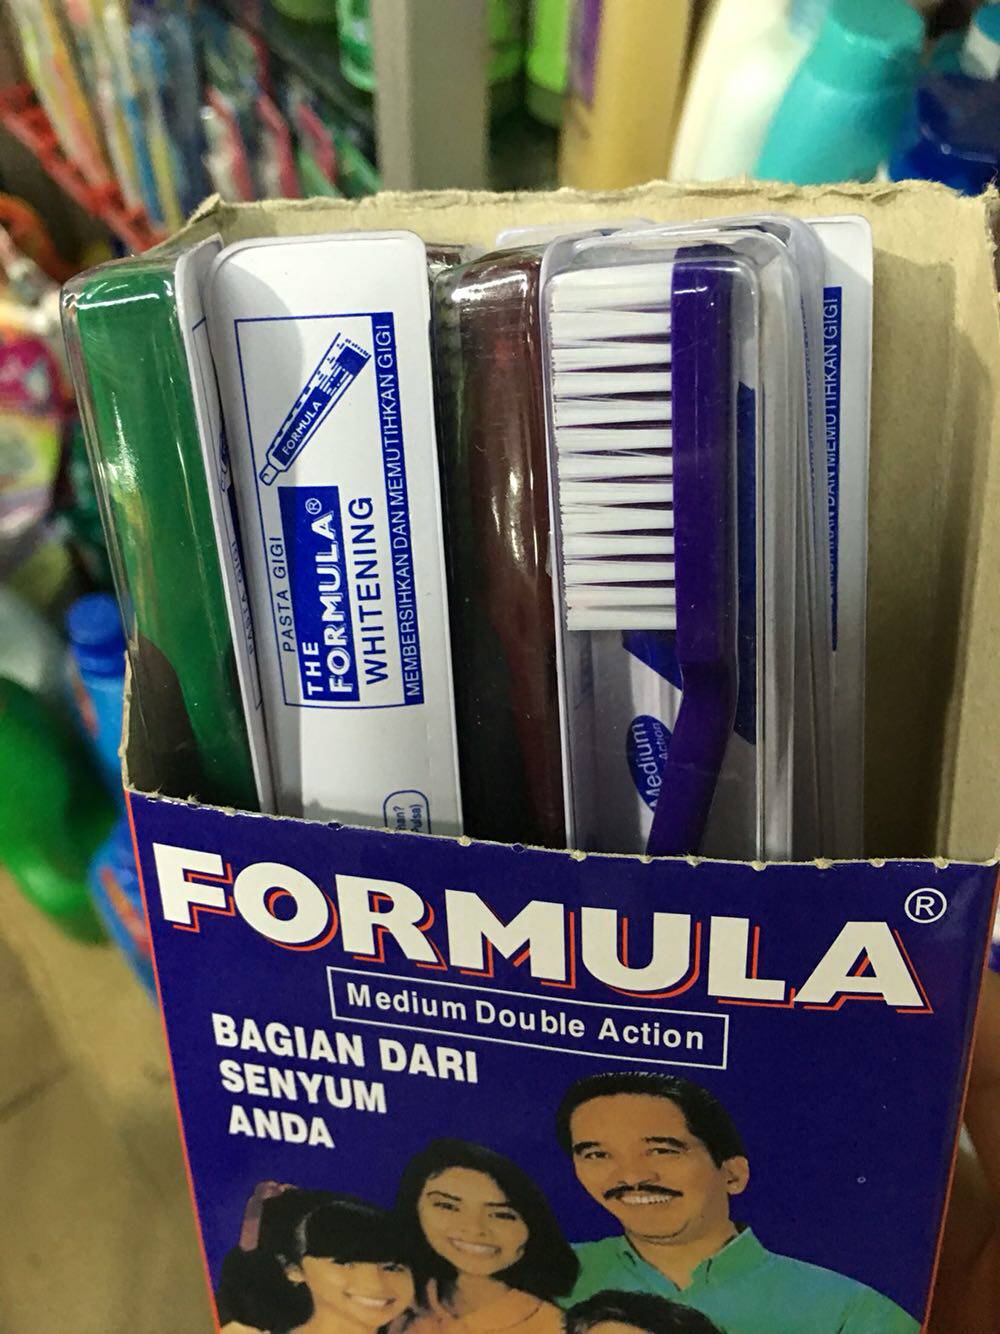 FORMULA
PASTA GIGI
THE
FORMULA®
WHITENING
MEMBERSIHKAN DAN MEMUTIHKAN GIGI
Medium
Action
DAN MEMUTIHKAN GIGI
FORMULA®
Medium Double Action
BAGIAN DARI
SENYUM
ANDA